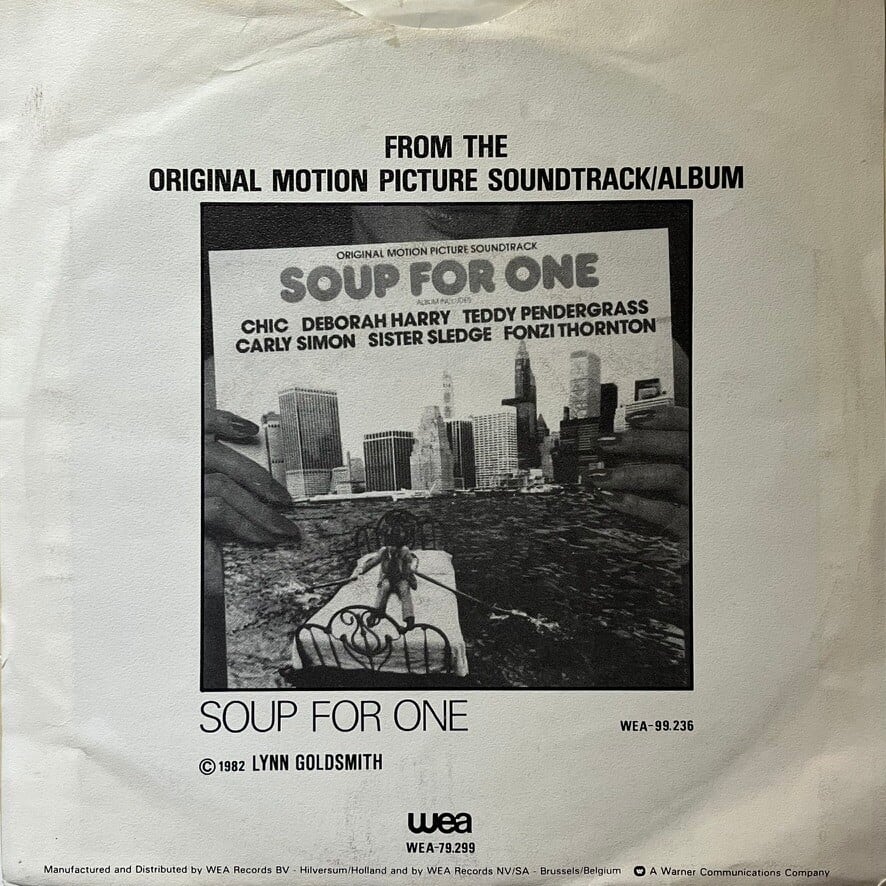 FROM THE
ORIGINAL MOTION PICTURE SOUNDTRACK/ALBUM
ORIGINAL MOTION PICTURE SOUNDTRACK
SOUP FOR ONE
ALBUM INCLUDES
CHIC DEBORAH HARRY TEDDY PENDERGRASS
CARLY SIMON SISTER SLEDGE FONZI THORNTON
SOUP FOR ONE
WEA-99.236
© 1982 LYNN GOLDSMITH
wea
WEA-79.299
Manufactured and Distributed by WEA Records BV - Hilversum/Holland and by WEA Records NV/SA - Brussels/Belgium A Warner Communications Company